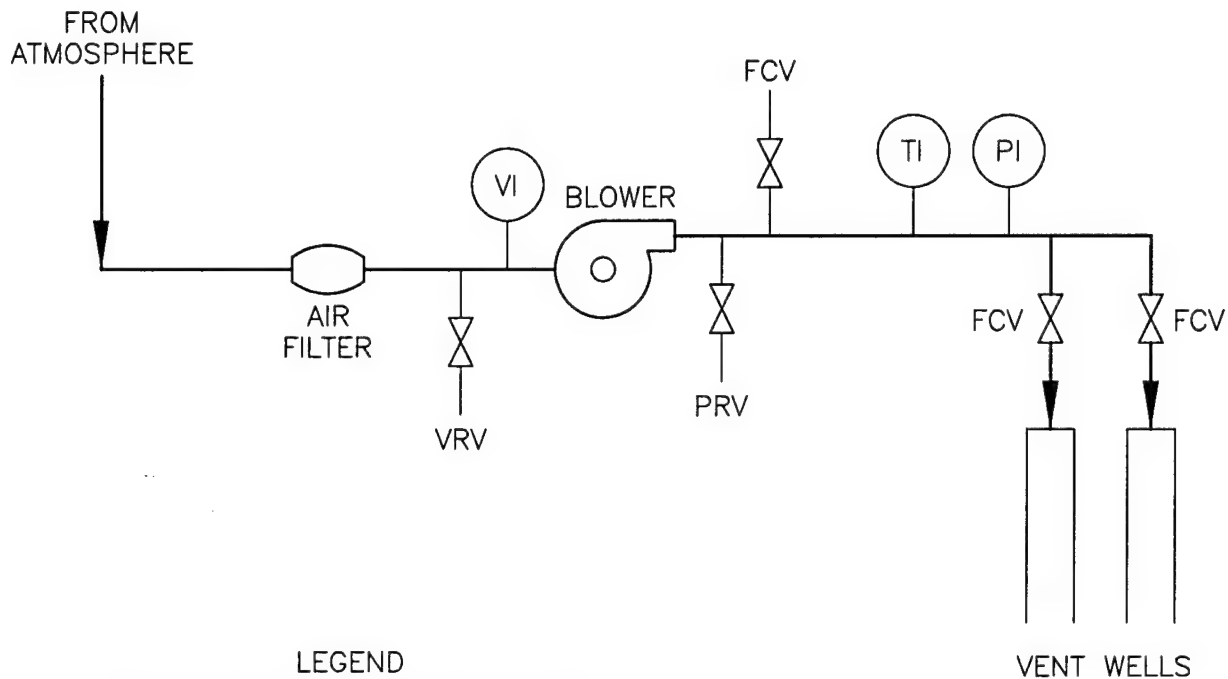 FROM
ATMOSPHERE
FCV
TI
PI
VI
BLOWER
AIR
FILTER
FCV
FCV
PRV
VRV
LEGEND
VENT WELLS